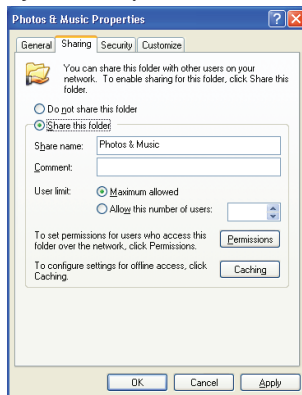 Photos & Music Properties
General Sharing Security Customize
You can share this folder with other users on your
network. To enable sharing for this folder, click Share this
folder.
Do not share this folder
Share this folder
Share name: Photos & Music
Comment:
User limit: Maximum allowed
Allow this number of users:
To set permissions for users who access this
folder over the network, click Permissions.
Permissions
To configure settings for offline access, click
Caching.
Caching
OK Cancel Apply